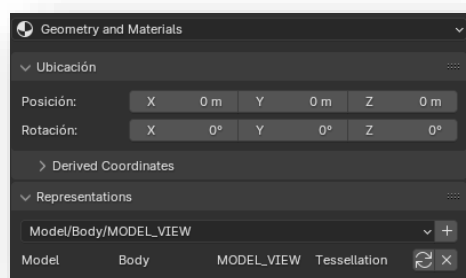 Geometry and Materials
Ubicación
Posición: X 0 m Y 0 m Z 0 m
Rotación: X 0° Y 0° Z 0°
Derived Coordinates
Representations
Model/Body/MODEL_VIEW
Model Body MODEL_VIEW Tessellation